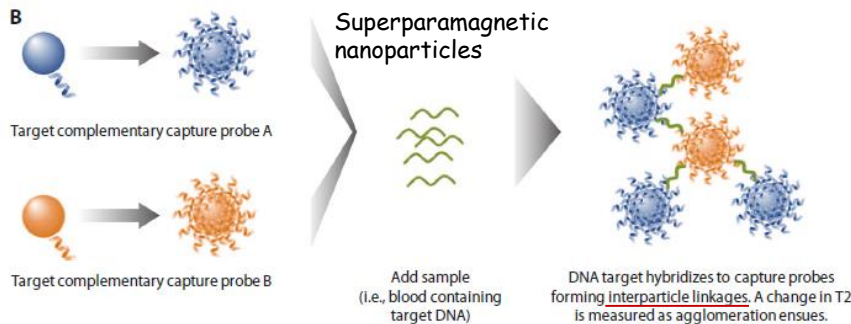 B
Superparamagnetic
nanoparticles
Target complementary capture probe A
Target complementary capture probe B
Add sample
(i.e., blood containing
target DNA)
DNA target hybridizes to capture probes
forming interparticle linkages. A change in T2
is measured as agglomeration ensues.